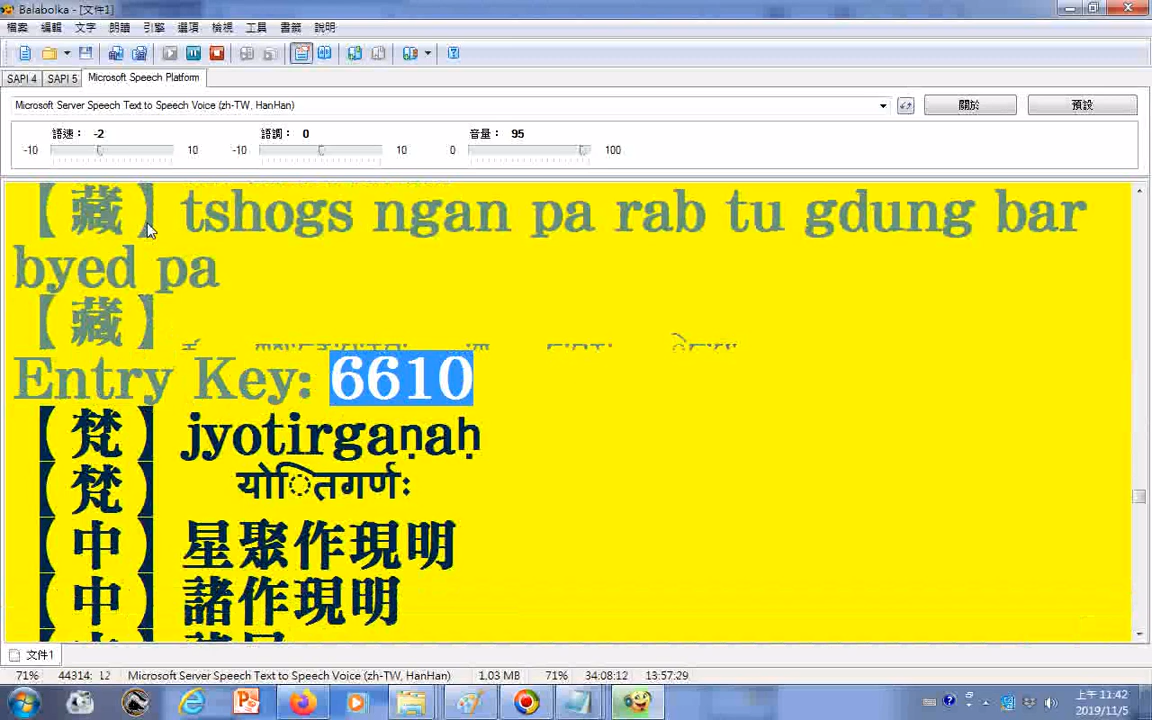 Balabolka - [文件1]
檔案 編輯 文字 朗讀 引擎 選項 檢視 工具 書籤 說明
SAPI 4 SAPI 5 Microsoft Speech Platform
Microsoft Server Speech Text to Speech Voice (zh-TW, HanHan) 關於 預設
語速： -2 語調： 0 音量： 95
-10 10 -10 10 0 100
【藏】 tshogs ngan pa rab tu gdung bar
byed pa
【藏】
Entry Key: 6610
【梵】 jyotirgaṇaḥ
【梵】
【中】 星聚作現明
【中】 諸作現明
文件1
71% 44314: 12 Microsoft Server Speech Text to Speech Voice (zh-TW, HanHan) 1.03 MB 71% 34:08:12 13:57:29
上午 11:42
2019/11/5